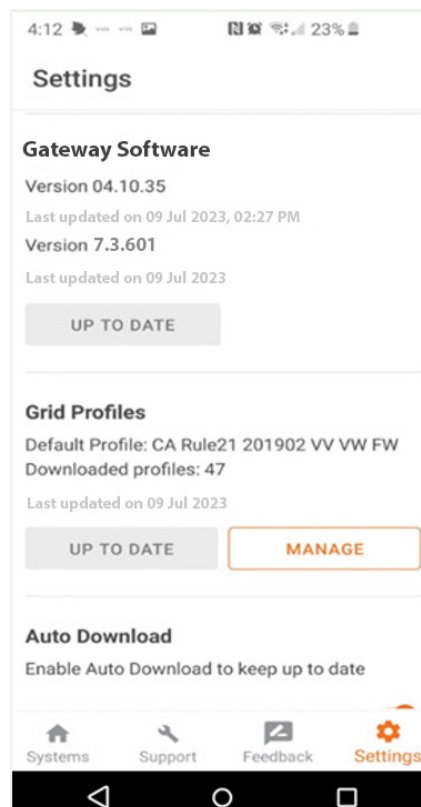 4:12 23%
Settings
Gateway Software
Version 04.10.35
Last updated on 09 Jul 2023, 02:27 PM
Version 7.3.601
Last updated on 09 Jul 2023
UP TO DATE
Grid Profiles
Default Profile: CA Rule21 201902 VV VW FW
Downloaded profiles: 47
Last updated on 09 Jul 2023
UP TO DATE MANAGE
Auto Download
Enable Auto Download to keep up to date
Systems Support Feedback Settings